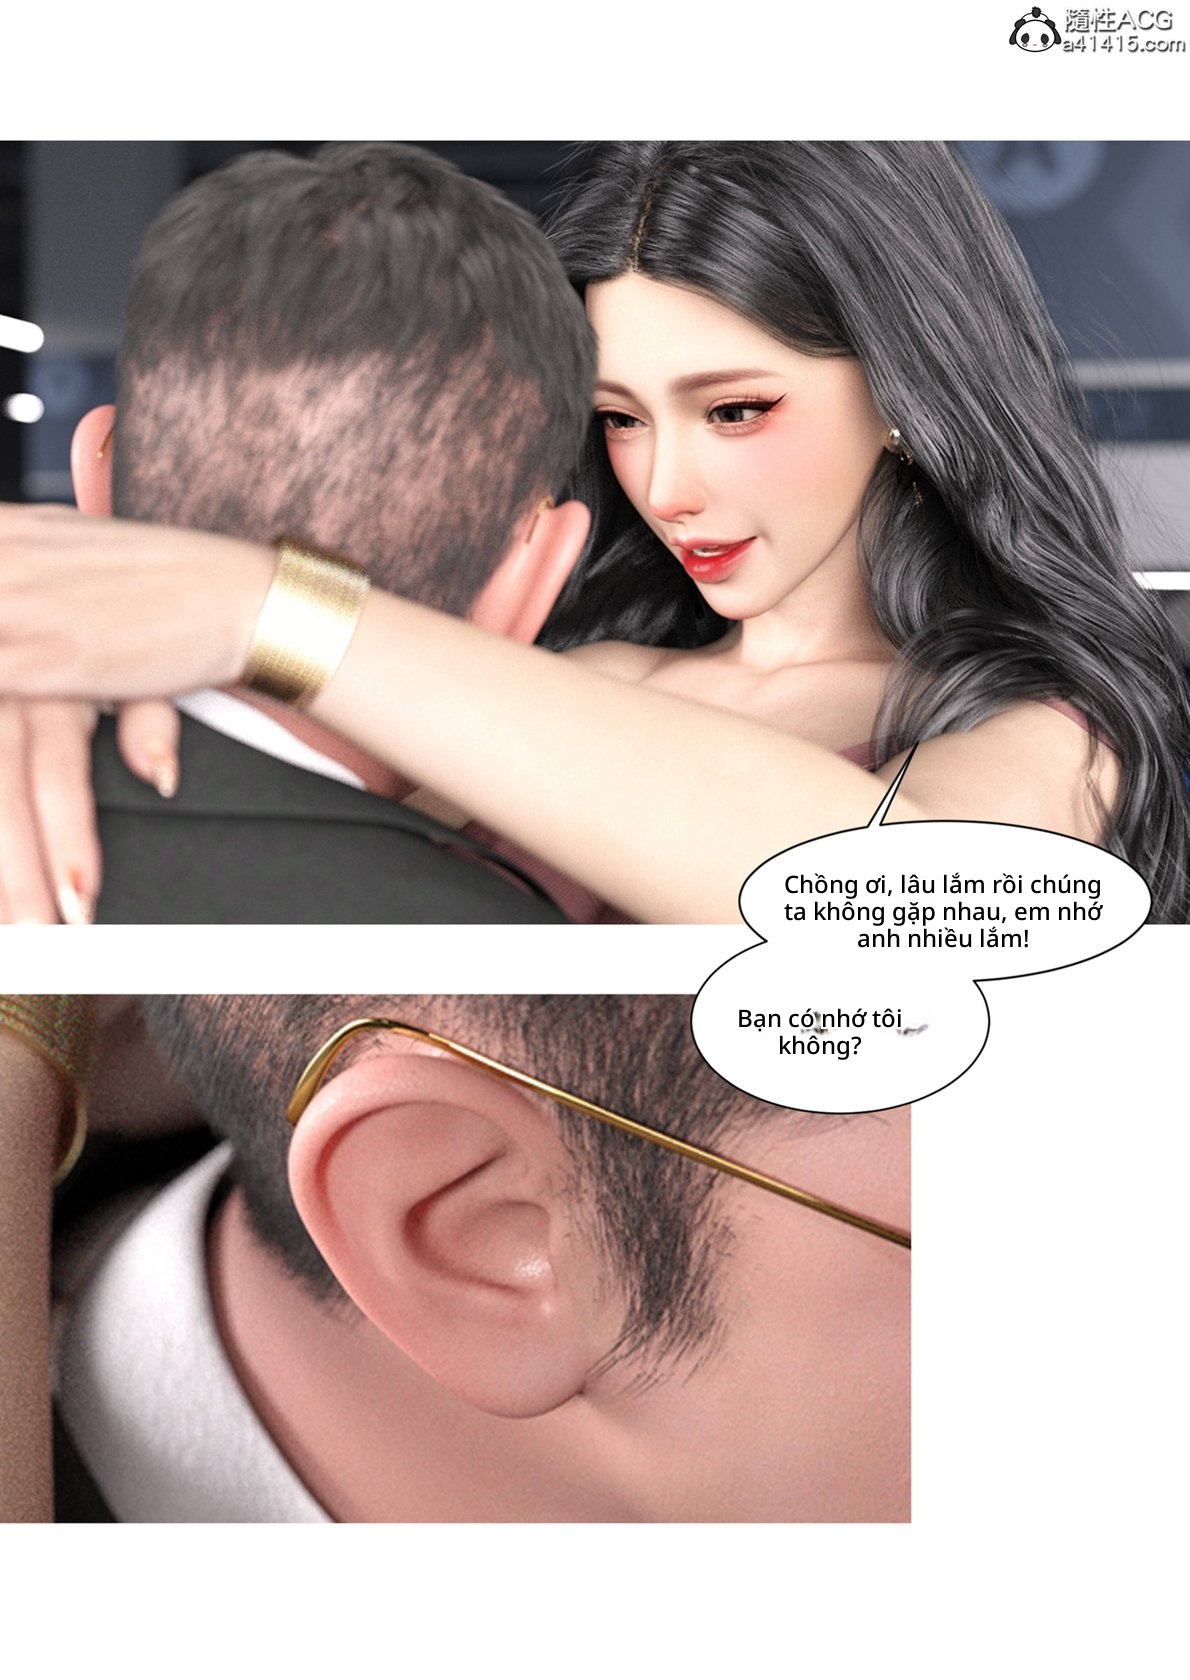 隨性ACG
a41415.com
Chồng ơi, lâu lắm rồi chúng
ta không gặp nhau, em nhớ
anh nhiều lắm!
Bạn có nhớ tôi
không?